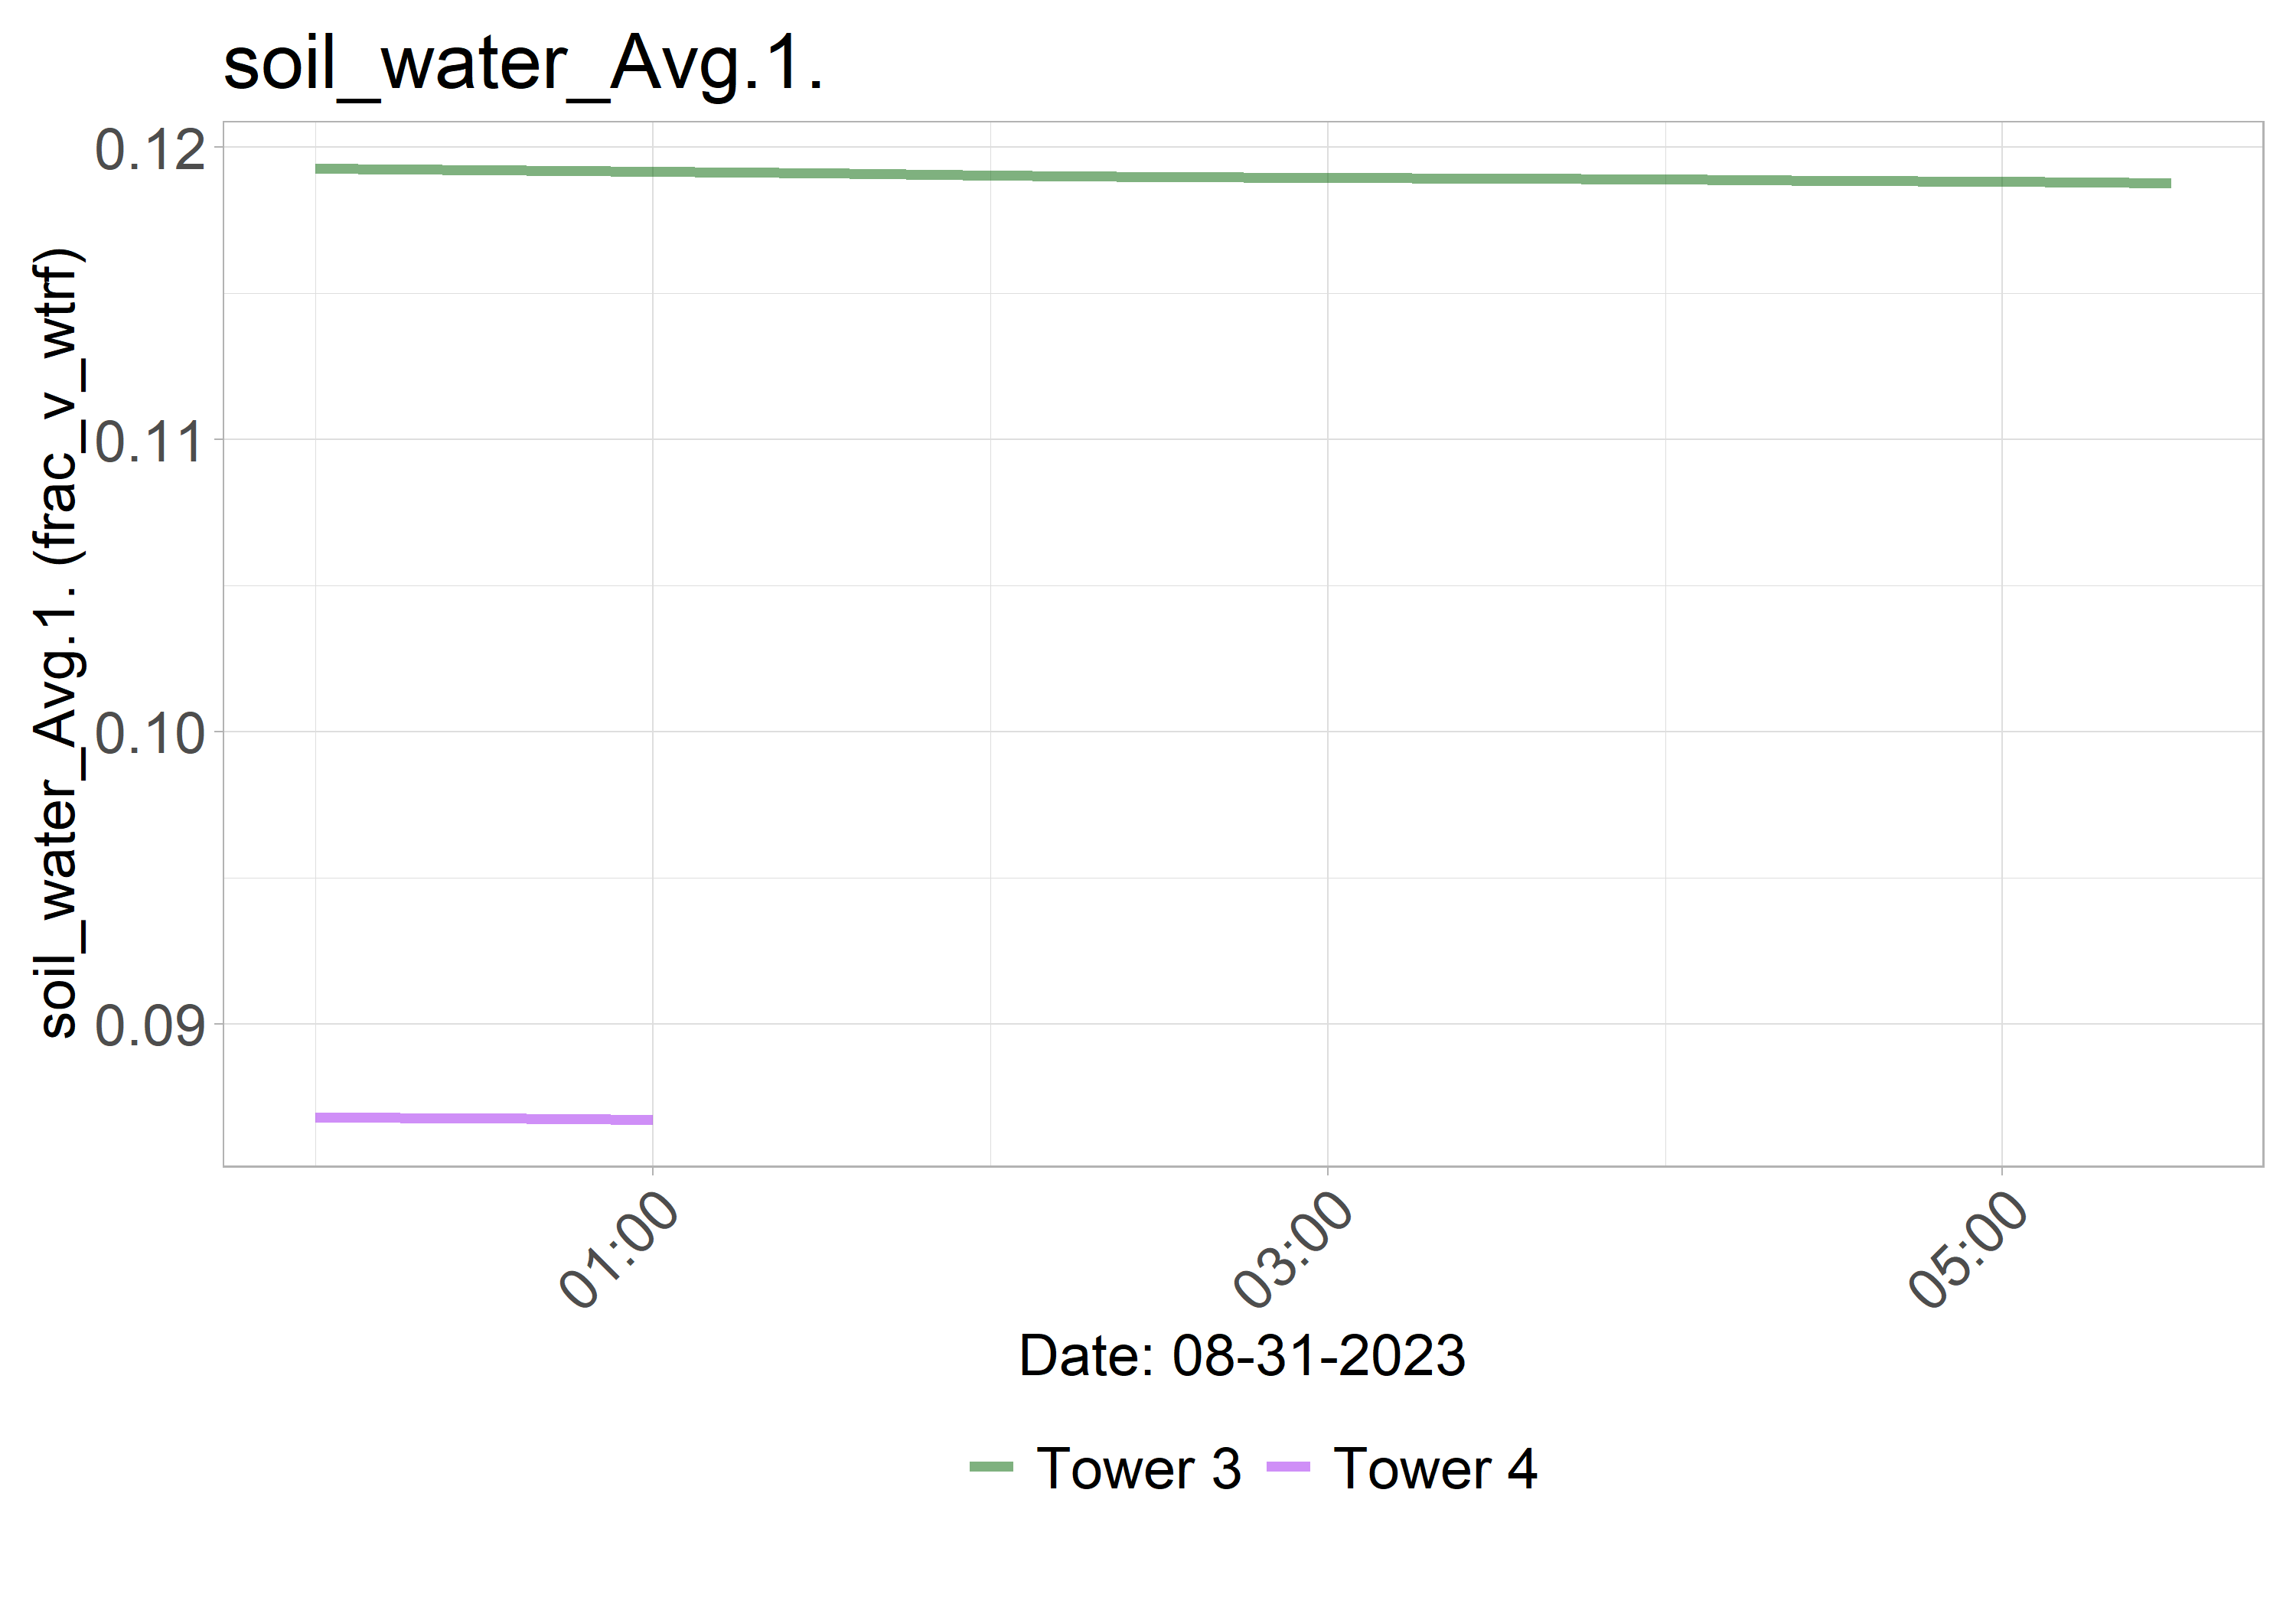 soil_water_Avg.1.
soil_water_Avg.1. (frac_v_wtrf)
0.12
0.11
0.10
0.09
01:00
03:00
05:00
Date: 08-31-2023
Tower 3
Tower 4